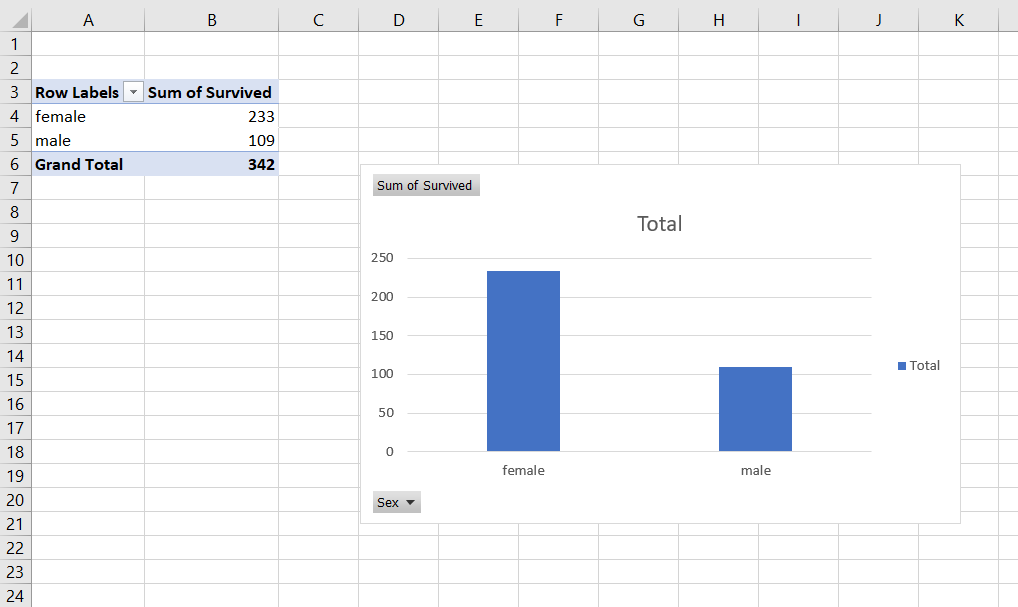 A B C D E F G H I J K
1
2
3 Row Labels Sum of Survived
4 female 233
5 male 109
6 Grand Total 342
7
8
9
10
11
12
13
14
15
16
17
18
19
20
21
22
23
24
Sum of Survived
Total
250
200
150
100
50
0
female male
Total
Sex